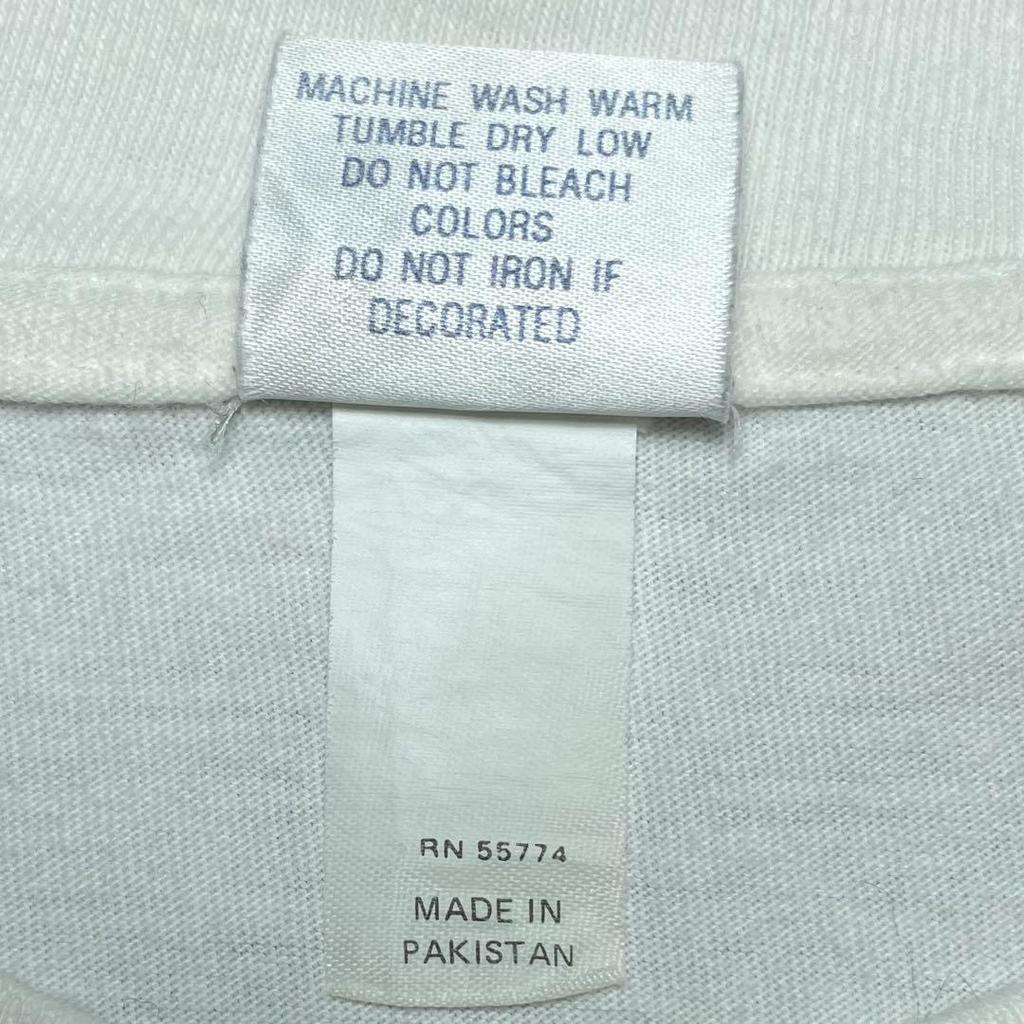 MACHINE WASH WARM
TUMBLE DRY LOW
DO NOT BLEACH
COLORS
DO NOT IRON IF
DECORATED
RN 55774
MADE IN
PAKISTAN